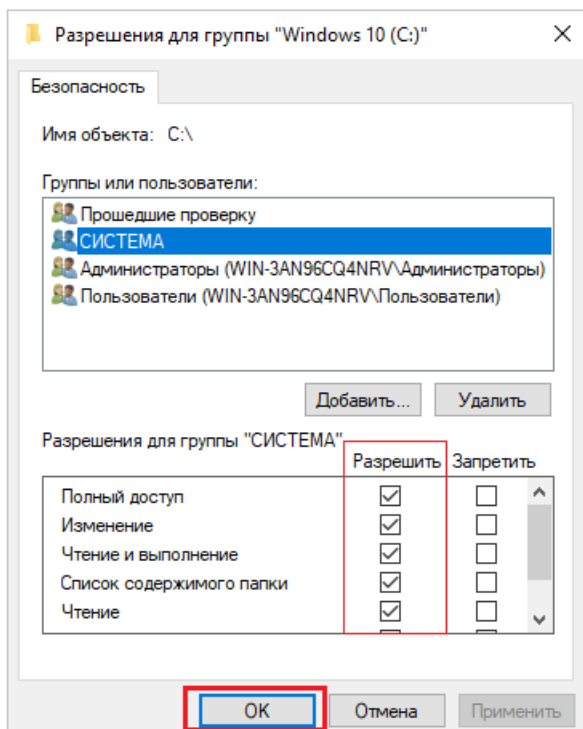 Разрешения для группы "Windows 10 (C:)"
Безопасность
Имя объекта: C:\
Группы или пользователи:
Прошедшие проверку
СИСТЕМА
Администраторы (WIN-3AN96CQ4NRV\Администраторы)
Пользователи (WIN-3AN96CQ4NRV\Пользователи)
Добавить... Удалить
Разрешения для группы "СИСТЕМА"
Разрешить Запретить
Полный доступ
Изменение
Чтение и выполнение
Список содержимого папки
Чтение
OK Отмена Применить